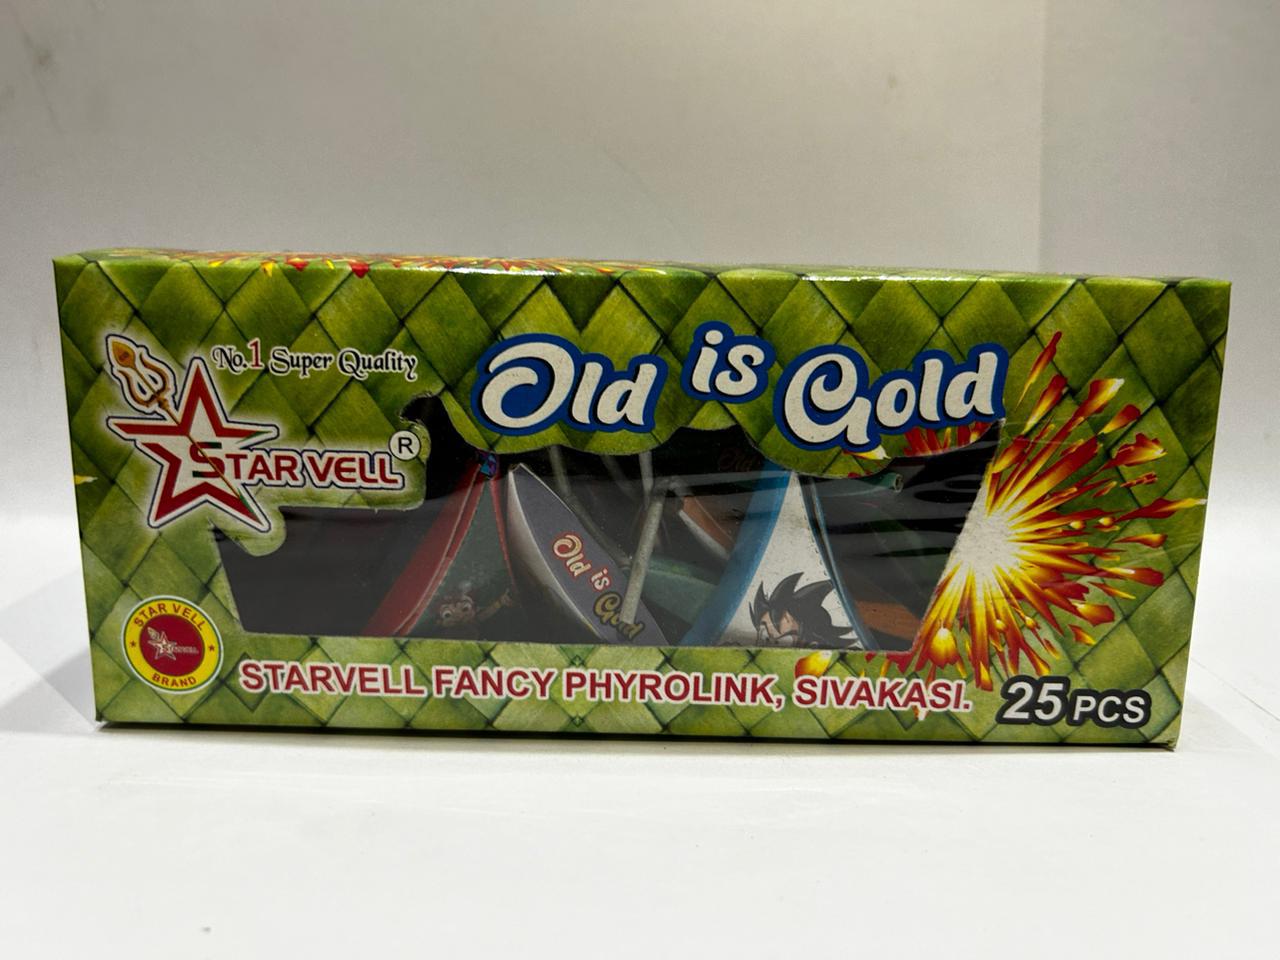 No.1 Super Quality
Old is Gold
STAR VELL ®
Old is Gold
STAR VELL
STARVELL
BRAND
STARVELL FANCY PHYROLINK, SIVAKASI.
25 PCS